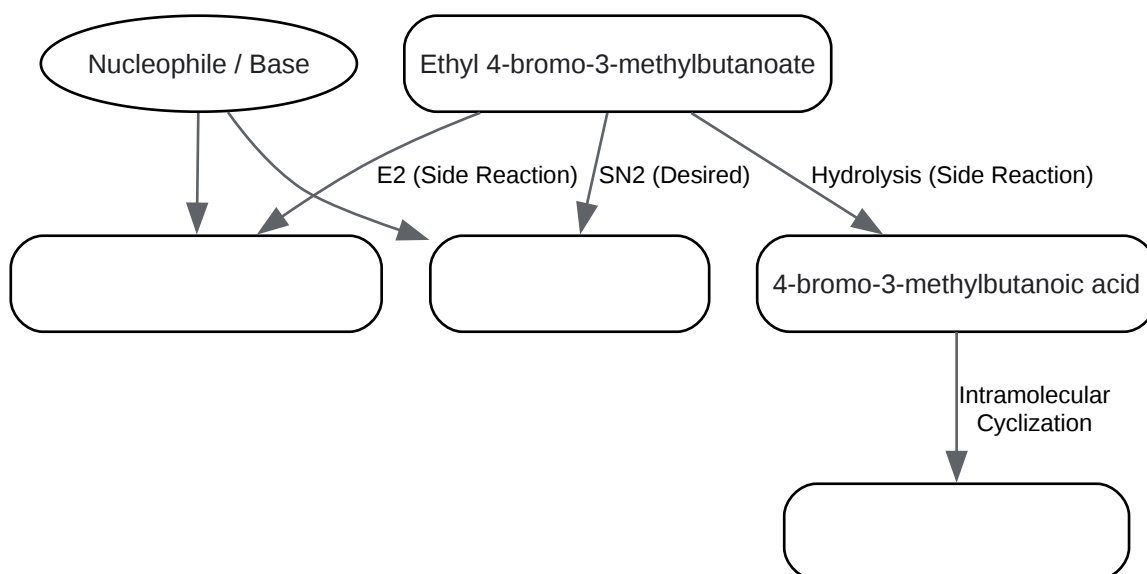 Nucleophile / Base
Ethyl 4-bromo-3-methylbutanoate
E2 (Side Reaction)
SN2 (Desired)
Hydrolysis (Side Reaction)
4-bromo-3-methylbutanoic acid
Intramolecular
Cyclization